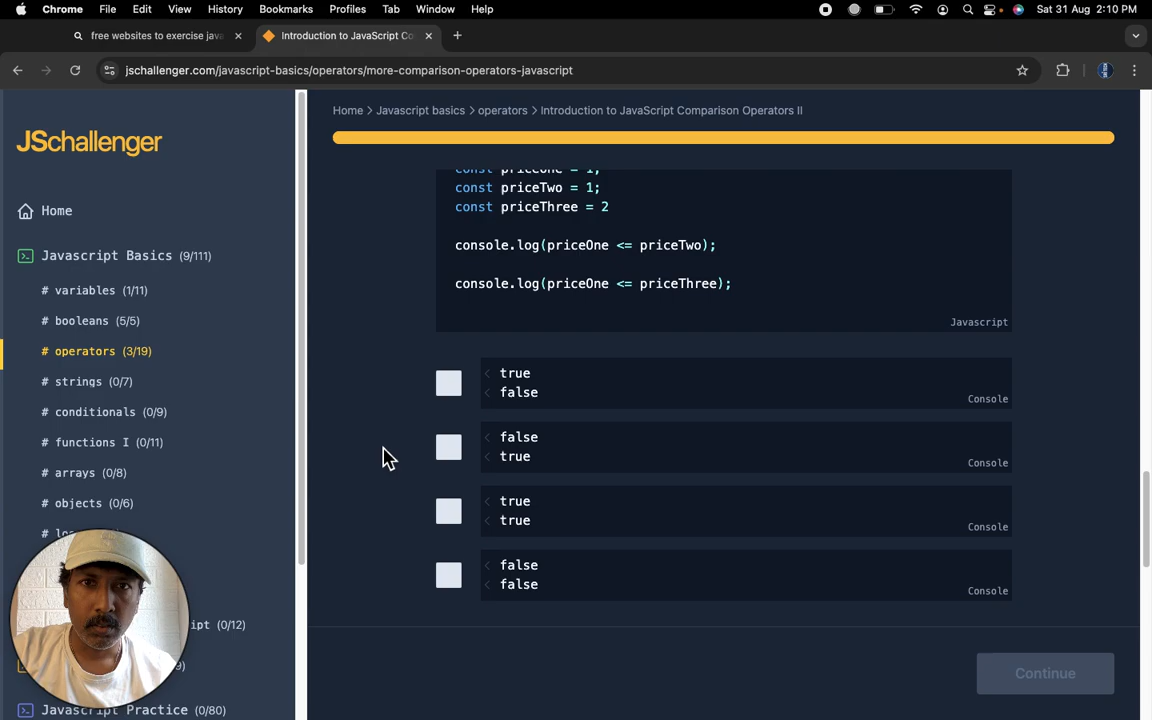 Chrome File Edit View History Bookmarks Profiles Tab Window Help Sat 31 Aug 2:10 PM
free websites to exercise java Introduction to JavaScript Co
jschallenger.com/javascript-basics/operators/more-comparison-operators-javascript
Home > Javascript basics > operators > Introduction to JavaScript Comparison Operators II
JSchallenger
Home
Javascript Basics (9/111)
# variables (1/11)
# booleans (5/5)
# operators (3/19)
# strings (0/7)
# conditionals (0/9)
# functions I (0/11)
# arrays (0/8)
# objects (0/6)
(0/12)
Javascript Practice (0/80)
const priceOne = 1;
const priceTwo = 1;
const priceThree = 2
console.log(priceOne <= priceTwo);
console.log(priceOne <= priceThree);
Javascript
< true
< false
Console
< false
< true
Console
< true
< true
Console
< false
< false
Console
Continue